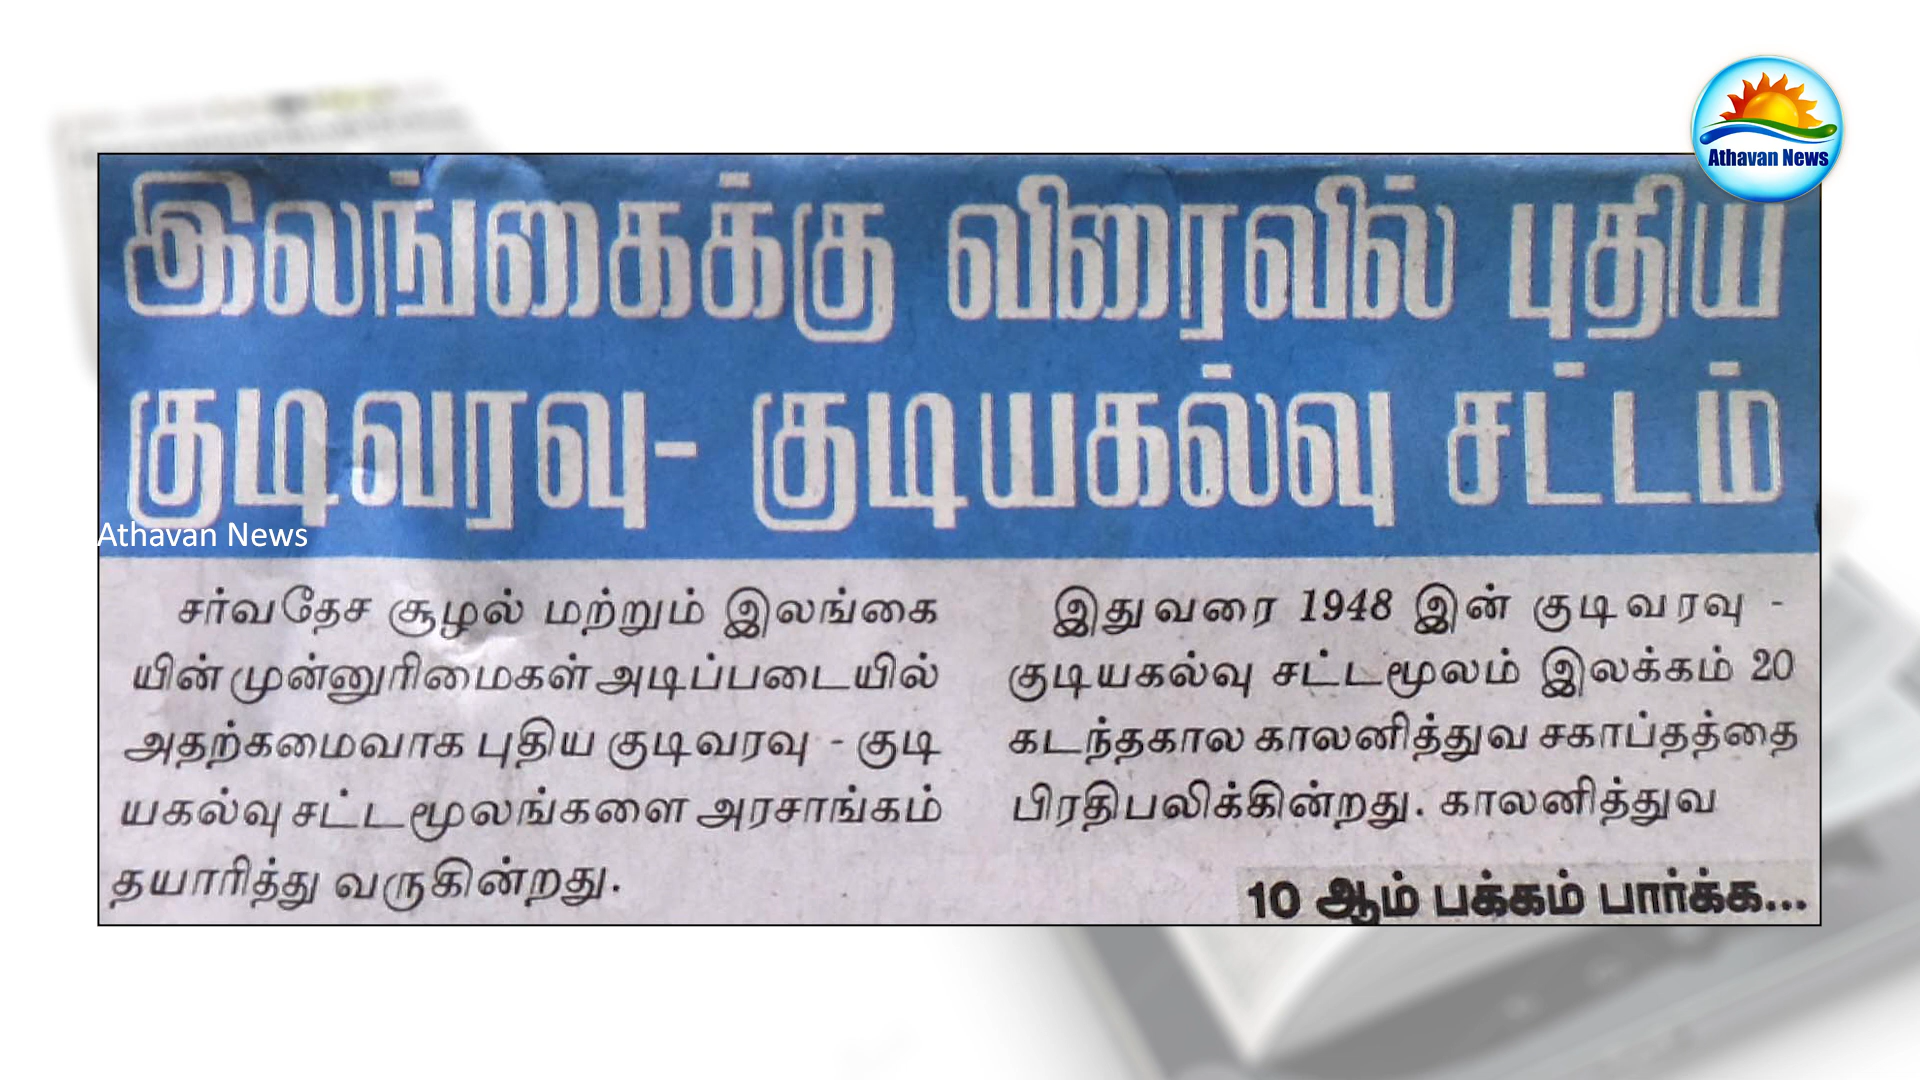 Athavan News
இலங்கைக்கு விரைவில் புதிய
குடிவரவு- குடியகல்வு சட்டம்
Athavan News
சர்வதேச சூழல் மற்றும் இலங்கை
யின் முன்னுரிமைகள் அடிப்படையில்
அதற்கமைவாக புதிய குடிவரவு - குடி
யகல்வு சட்டமூலங்களை அரசாங்கம்
தயாரித்து வருகின்றது.
இதுவரை 1948 இன் குடிவரவு -
குடியகல்வு சட்டமூலம் இலக்கம் 20
கடந்தகால காலனித்துவ சகாப்தத்தை
பிரதிபலிக்கின்றது. காலனித்துவ
10 ஆம் பக்கம் பார்க்க...